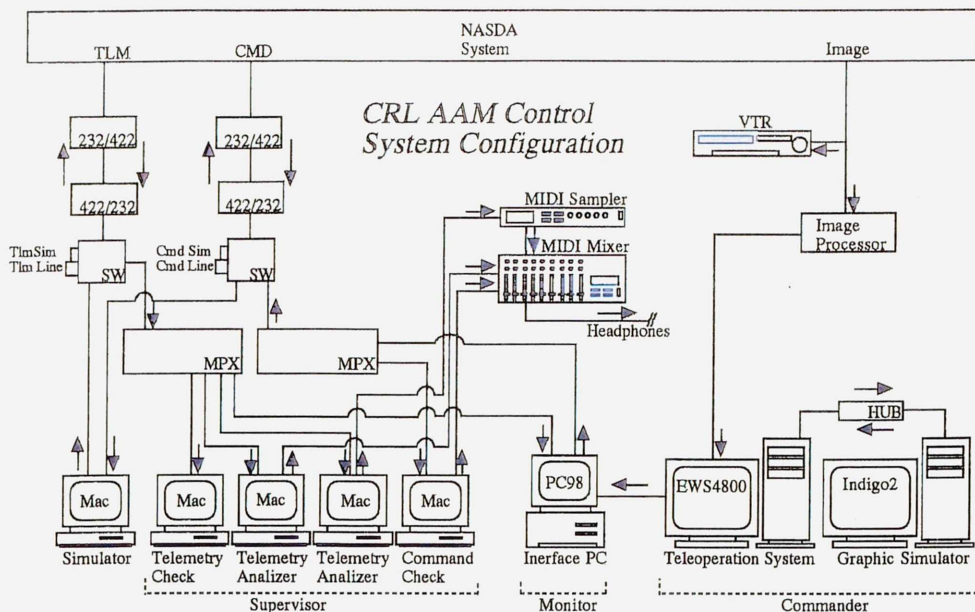 NASDA
System
TLM
CMD
Image
CRL AAM Control
System Configuration
232/422
232/422
VTR
422/232
422/232
MIDI Sampler
Image
Processor
TlmSim
Tlm Line
SW
Cmd Sim
Cmd Line
SW
MIDI Mixer
Headphones
MPX
MPX
HUB
Mac
Mac
Mac
Mac
Mac
PC98
EWS4800
Indigo2
Simulator
Telemetry
Check
Telemetry
Analizer
Telemetry
Analizer
Command
Check
Inerface PC
Teleoperation System
Graphic Simulator
Supervisor
Monitor
Commander